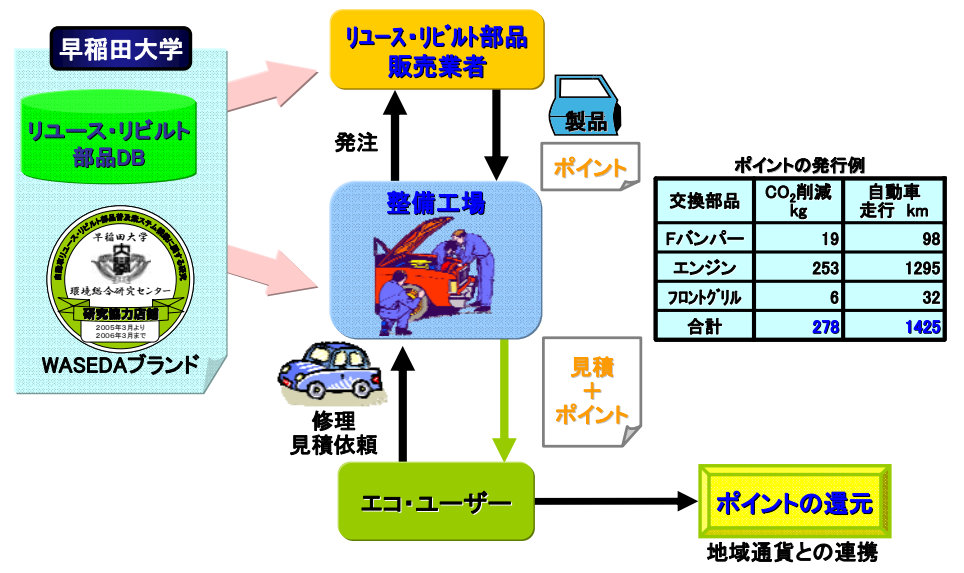 早稲田大学
リユース・リビルト
部品DB
早稲田大学
環境総合研究センター
研究協力店舗
2005年3月より
2006年3月まで
WASEDAブランド
リユース・リビルト部品
販売業者
発注
製品
ポイント
整備工場
修理
見積依頼
見積
＋
ポイント
エコ・ユーザー
ポイントの還元
地域通貨との連携
ポイントの発行例
交換部品 CO2削減 kg 自動車 走行 km
Fバンパー 19 98
エンジン 253 1295
フロントグリル 6 32
合計 278 1425